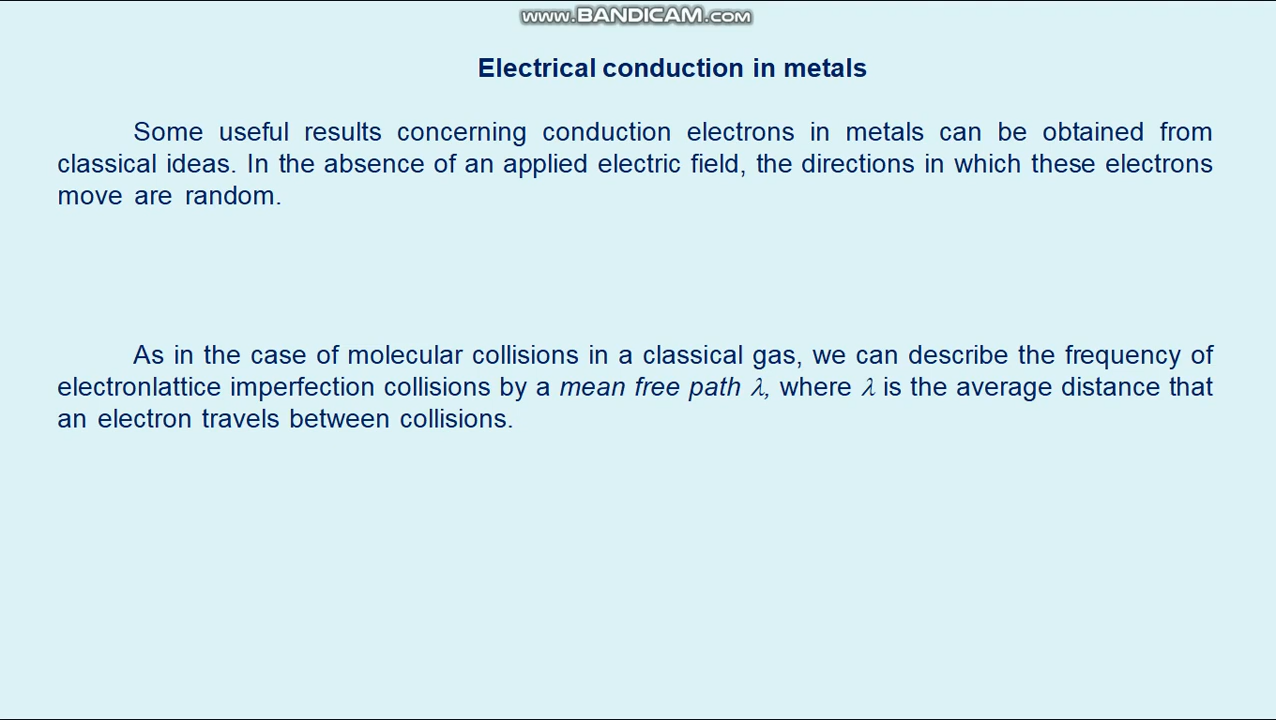 www.BANDICAM.com
Electrical conduction in metals
Some useful results concerning conduction electrons in metals can be obtained from
classical ideas. In the absence of an applied electric field, the directions in which these electrons
move are random.
As in the case of molecular collisions in a classical gas, we can describe the frequency of
electronlattice imperfection collisions by a mean free path λ, where λ is the average distance that
an electron travels between collisions.